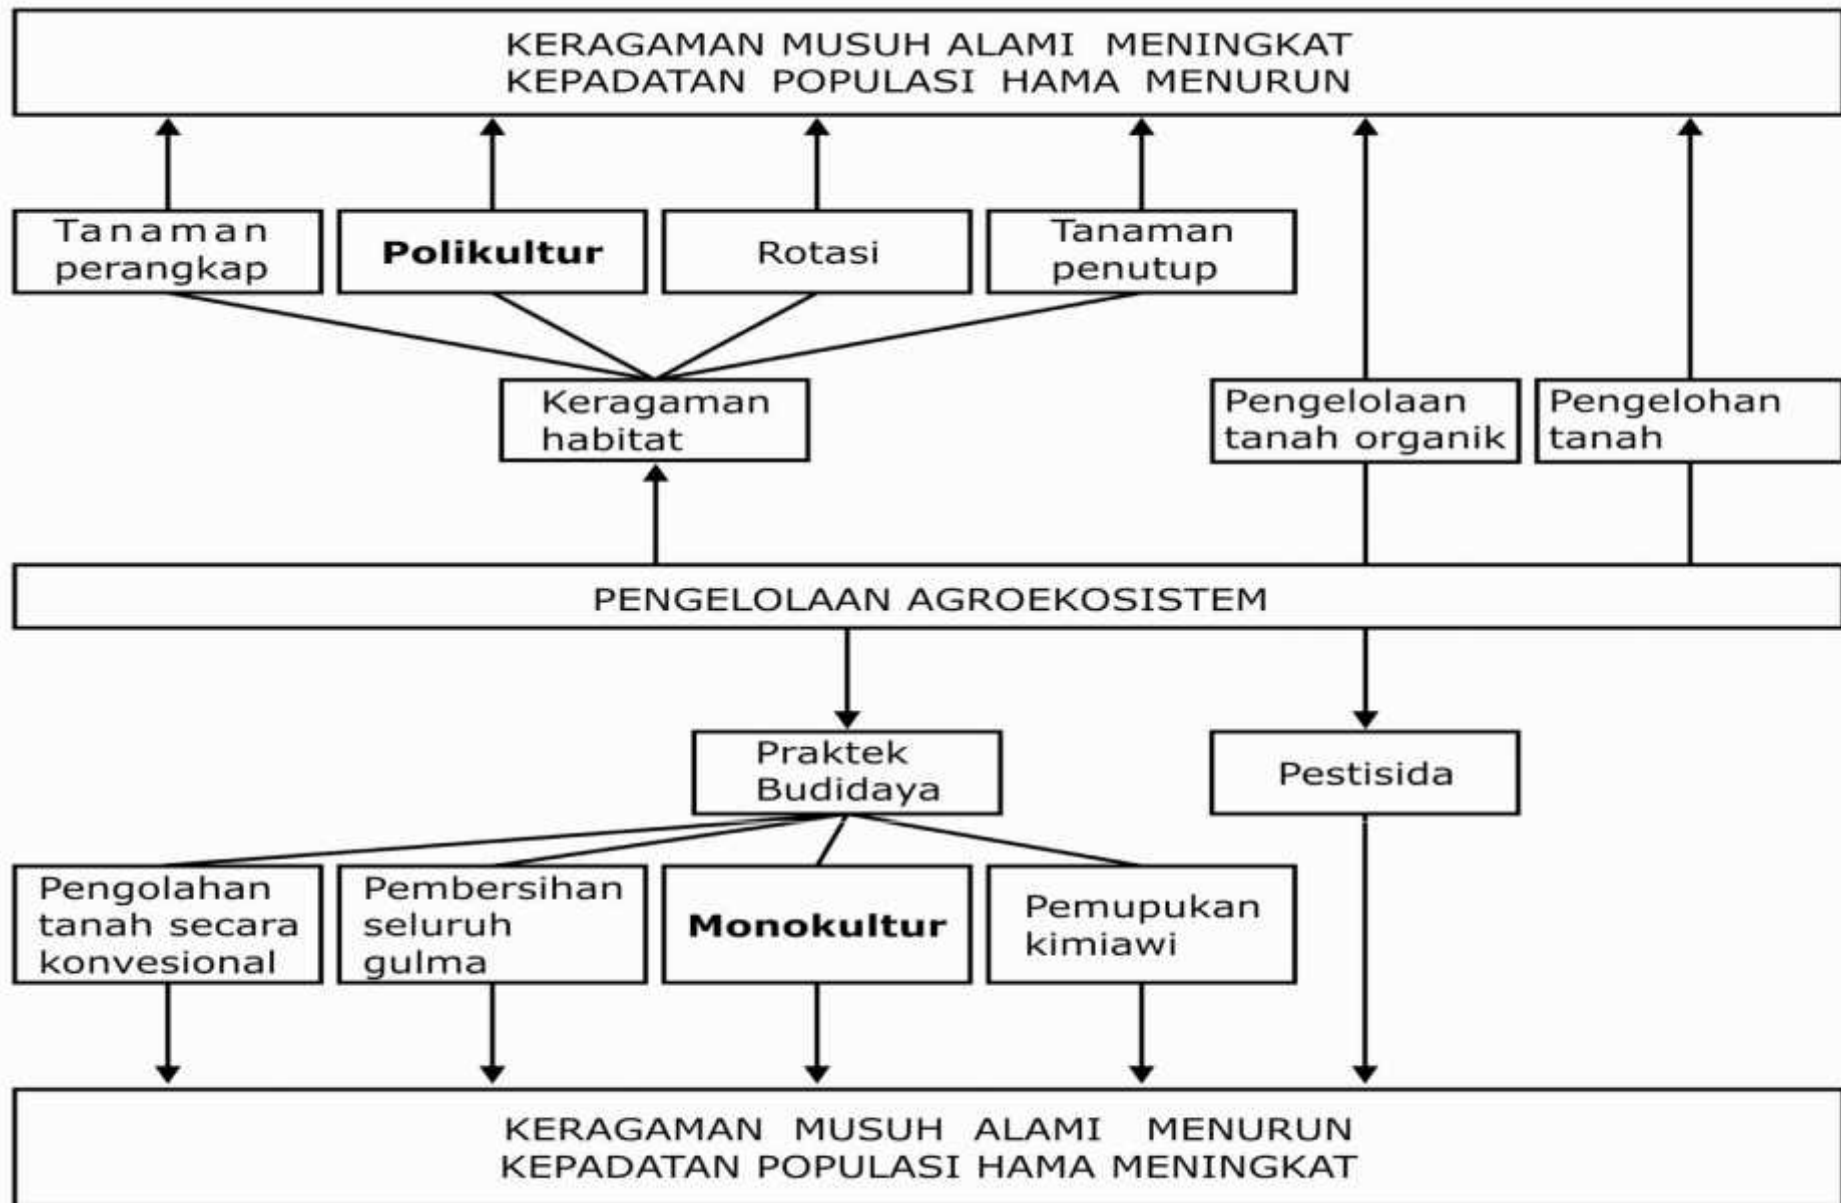 KERAGAMAN MUSUH ALAMI MENINGKAT
KEPADATAN POPULASI HAMA MENURUN
Tanaman
perangkap
Polikultur
Rotasi
Tanaman
penutup
Keragaman
habitat
Pengelolaan
tanah organik
Pengelohan
tanah
PENGELOLAAN AGROEKOSISTEM
Praktek
Budidaya
Pestisida
Pengolahan
tanah secara
konvesional
Pembersihan
seluruh
gulma
Monokultur
Pemupukan
kimiawi
KERAGAMAN MUSUH ALAMI MENURUN
KEPADATAN POPULASI HAMA MENINGKAT